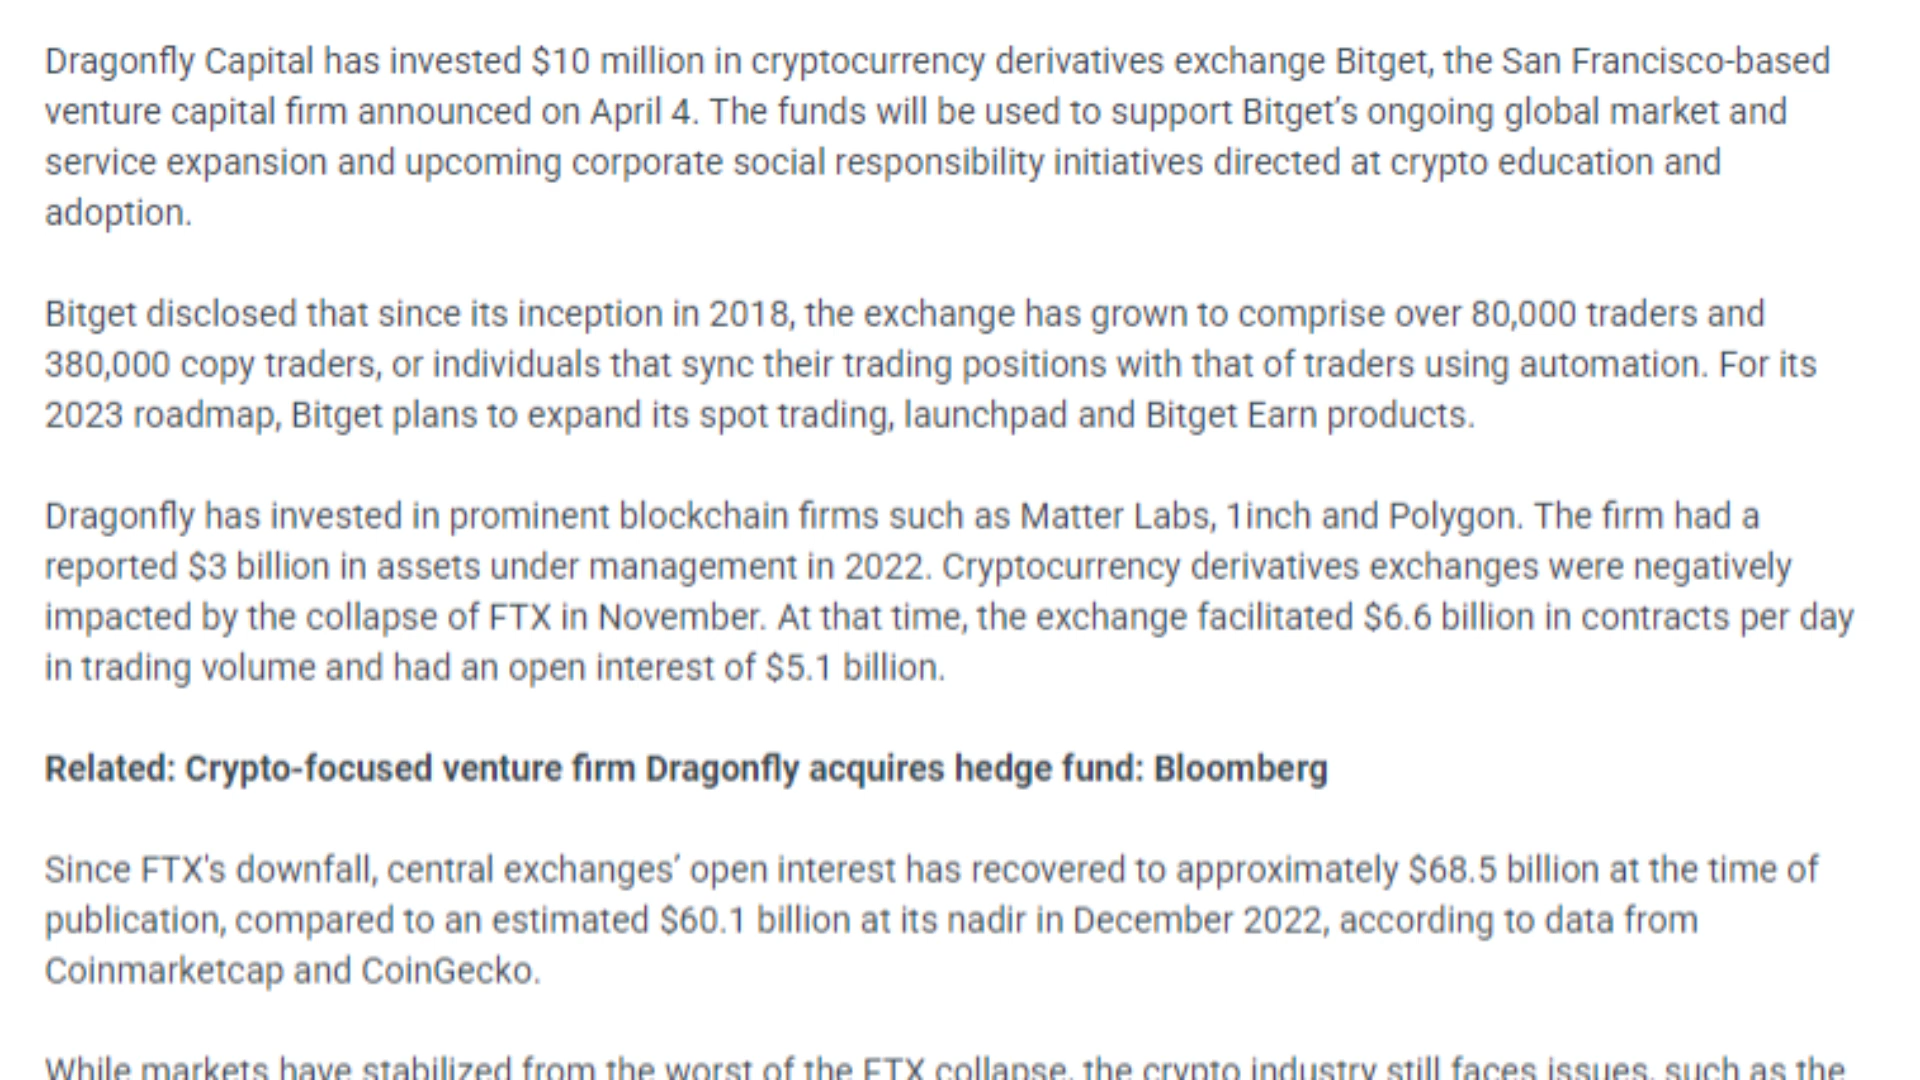 Dragonfly Capital has invested $10 million in cryptocurrency derivatives exchange Bitget, the San Francisco-based
venture capital firm announced on April 4. The funds will be used to support Bitget’s ongoing global market and
service expansion and upcoming corporate social responsibility initiatives directed at crypto education and
adoption.
Bitget disclosed that since its inception in 2018, the exchange has grown to comprise over 80,000 traders and
380,000 copy traders, or individuals that sync their trading positions with that of traders using automation. For its
2023 roadmap, Bitget plans to expand its spot trading, launchpad and Bitget Earn products.
Dragonfly has invested in prominent blockchain firms such as Matter Labs, 1inch and Polygon. The firm had a
reported $3 billion in assets under management in 2022. Cryptocurrency derivatives exchanges were negatively
impacted by the collapse of FTX in November. At that time, the exchange facilitated $6.6 billion in contracts per day
in trading volume and had an open interest of $5.1 billion.
Related: Crypto-focused venture firm Dragonfly acquires hedge fund: Bloomberg
Since FTX's downfall, central exchanges’ open interest has recovered to approximately $68.5 billion at the time of
publication, compared to an estimated $60.1 billion at its nadir in December 2022, according to data from
Coinmarketcap and CoinGecko.
While markets have stabilized from the worst of the FTX collapse, the crypto industry still faces issues, such as the